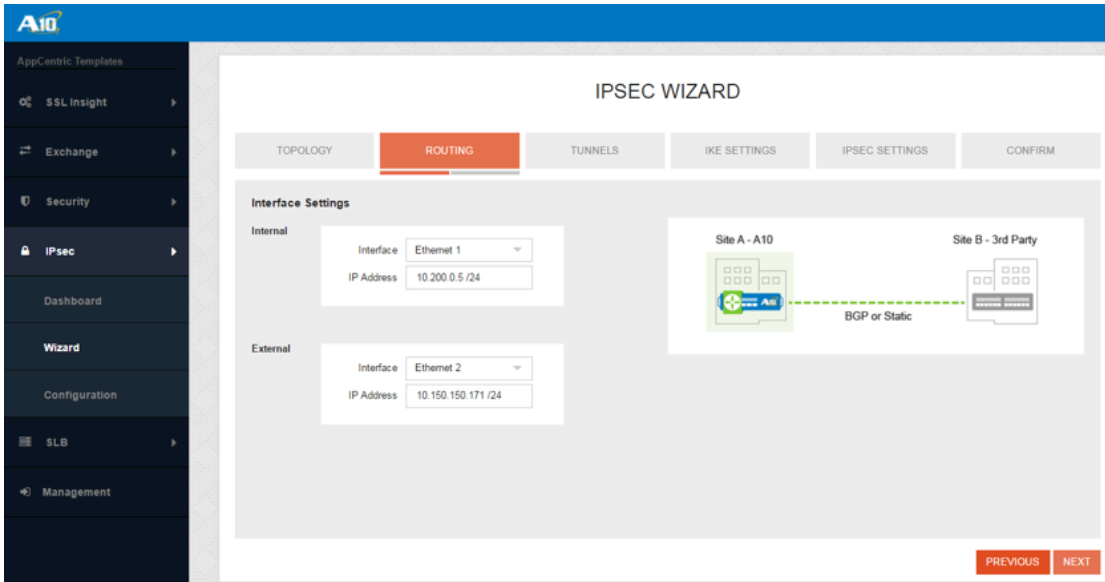 A10
AppCentric Templates
SSL Insight
Exchange
Security
IPsec
Dashboard
Wizard
Configuration
SLB
Management
IPSEC WIZARD
TOPOLOGY
ROUTING
TUNNELS
IKE SETTINGS
IPSEC SETTINGS
CONFIRM
Interface Settings
Internal
Interface Ethernet 1
IP Address 10.200.0.5 /24
External
Interface Ethernet 2
IP Address 10.150.150.171 /24
Site A - A10
Site B - 3rd Party
A10
BGP or Static
PREVIOUS
NEXT